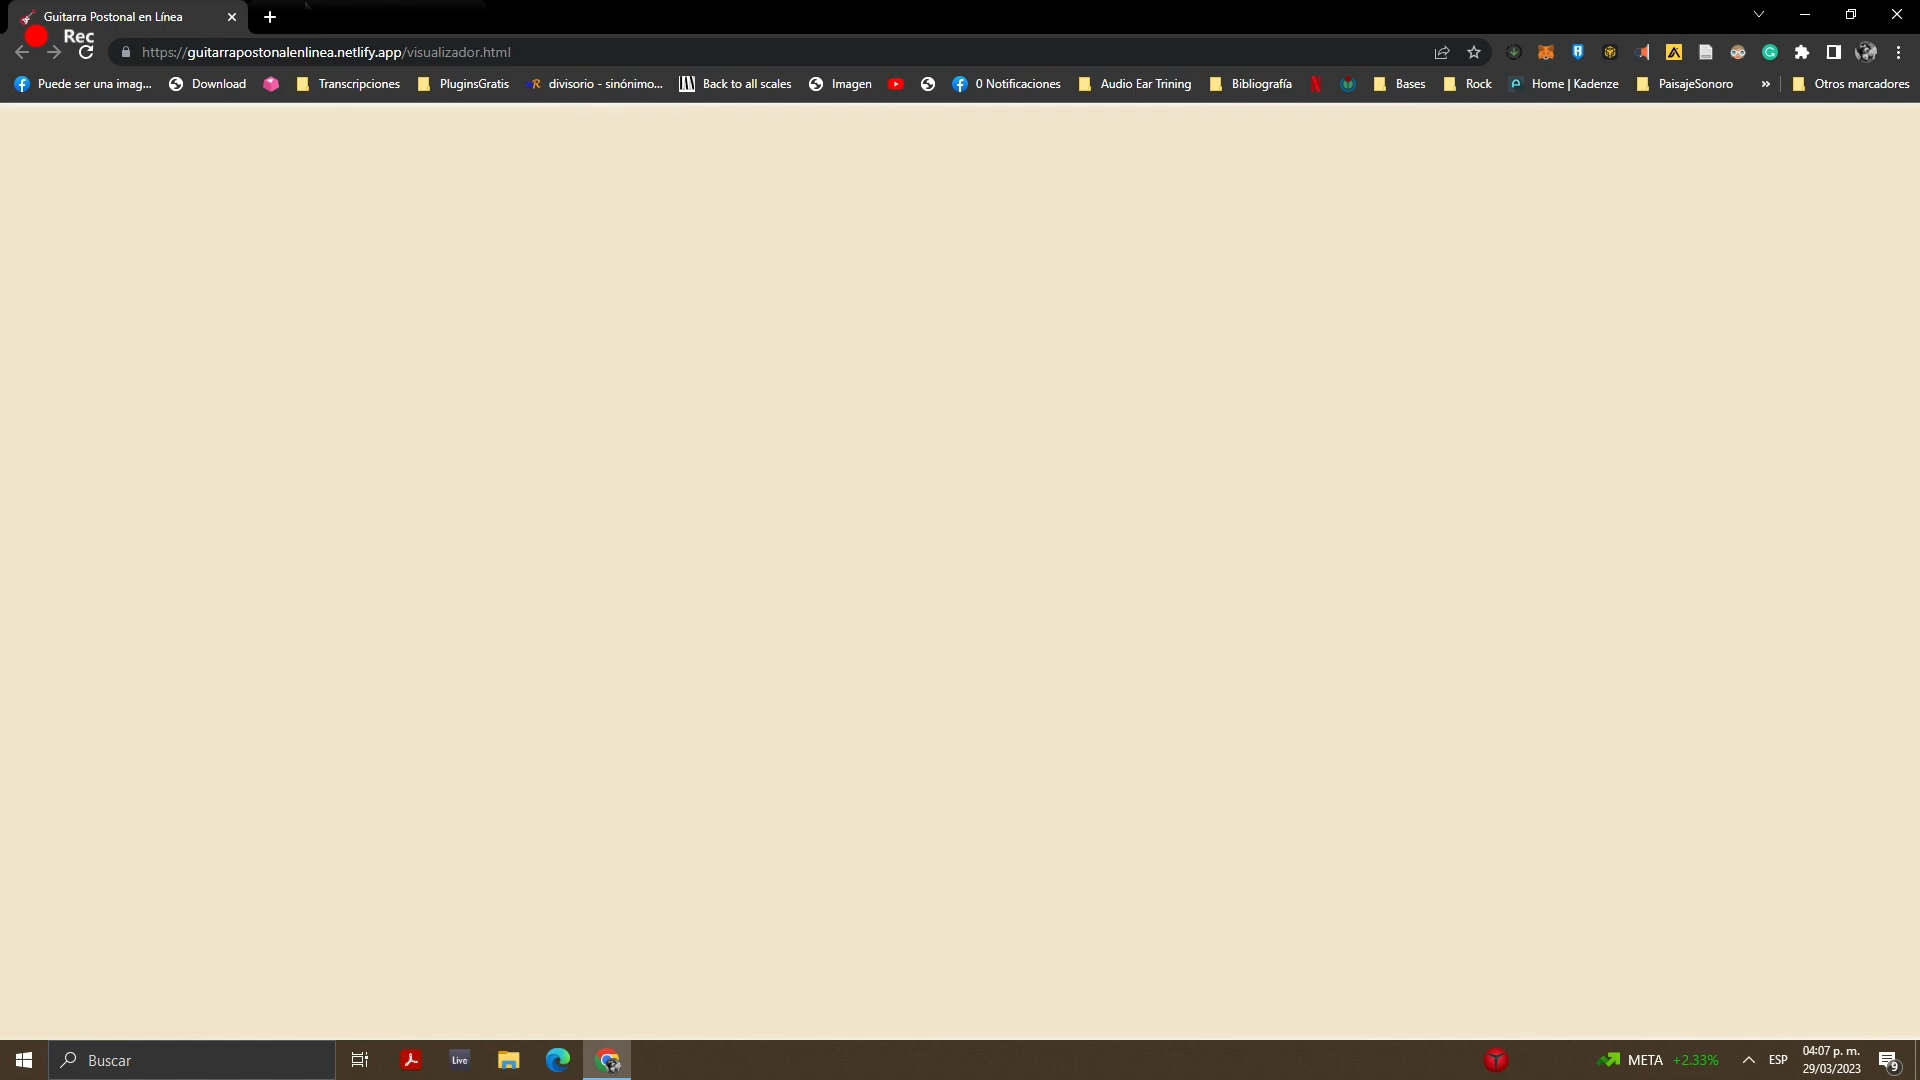 Guitarra Postonal en Línea
Rec
https://guitarrapostonalenlinea.netlify.app/visualizador.html
Puede ser una imag... Download Transcripciones PluginsGratis divisorio - sinónimo... Back to all scales Imagen 0 Notificaciones Audio Ear Trining Bibliografía Bases Rock Home | Kadenze PaisajeSonoro » Otros marcadores
Buscar Live META +2.33% ESP 04:07 p. m.
29/03/2023 9